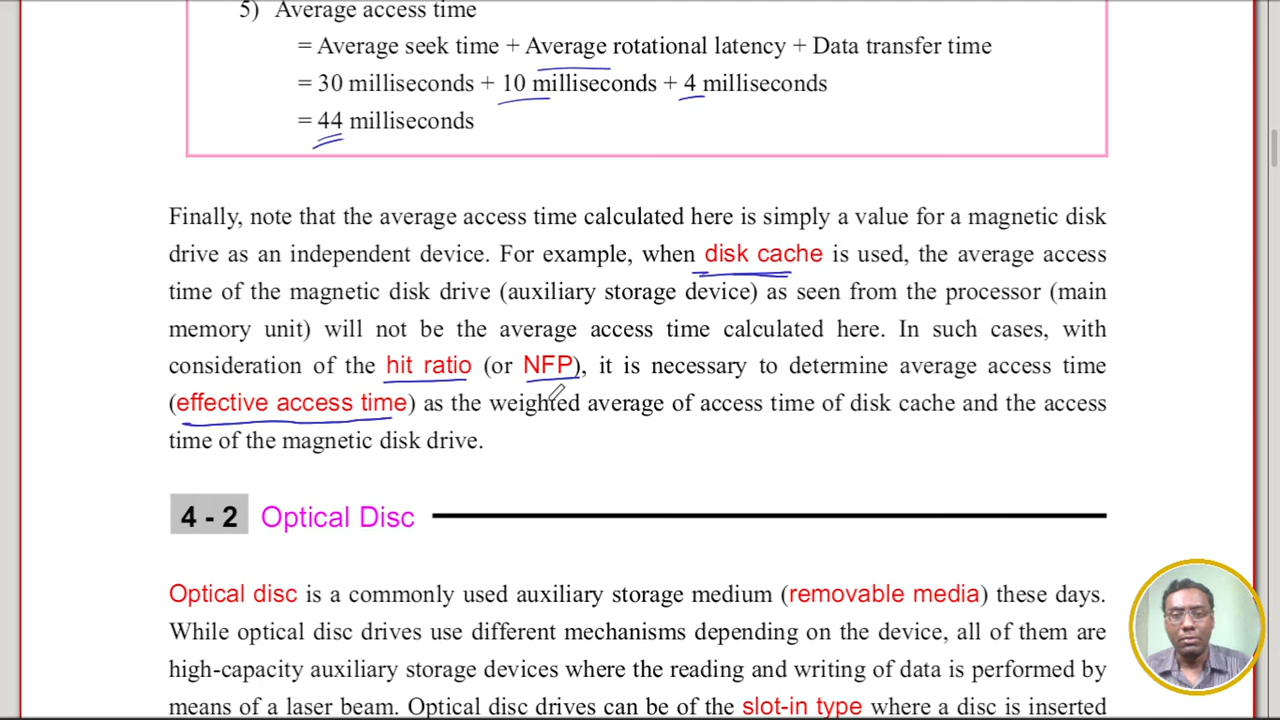 5) Average access time
= Average seek time + Average rotational latency + Data transfer time
= 30 milliseconds + 10 milliseconds + 4 milliseconds
= 44 milliseconds
Finally, note that the average access time calculated here is simply a value for a magnetic disk
drive as an independent device. For example, when disk cache is used, the average access
time of the magnetic disk drive (auxiliary storage device) as seen from the processor (main
memory unit) will not be the average access time calculated here. In such cases, with
consideration of the hit ratio (or NFP), it is necessary to determine average access time
(effective access time) as the weighted average of access time of disk cache and the access
time of the magnetic disk drive.
4 - 2 Optical Disc
Optical disc is a commonly used auxiliary storage medium (removable media) these days.
While optical disc drives use different mechanisms depending on the device, all of them are
high-capacity auxiliary storage devices where the reading and writing of data is performed by
means of a laser beam. Optical disc drives can be of the slot-in type where a disc is inserted